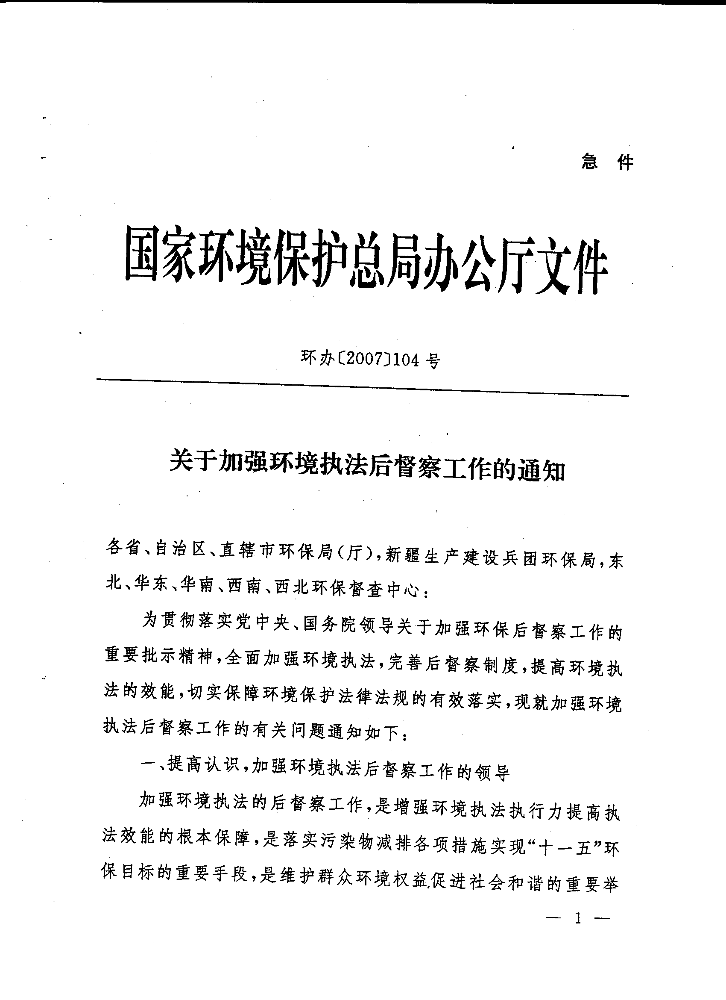 急 件
国家环境保护总局办公厅文件
环办〔2007〕104 号
关于加强环境执法后督察工作的通知
各省、自治区、直辖市环保局(厅),新疆生产建设兵团环保局,东
北、华东、华南、西南、西北环保督查中心:
为贯彻落实党中央、国务院领导关于加强环保后督察工作的
重要批示精神,全面加强环境执法,完善后督察制度,提高环境执
法的效能,切实保障环境保护法律法规的有效落实,现就加强环境
执法后督察工作的有关问题通知如下:
一、提高认识,加强环境执法后督察工作的领导
加强环境执法的后督察工作,是增强环境执法执行力提高执
法效能的根本保障,是落实污染物减排各项措施实现“十一五”环
保目标的重要手段,是维护群众环境权益促进社会和谐的重要举
— 1 —